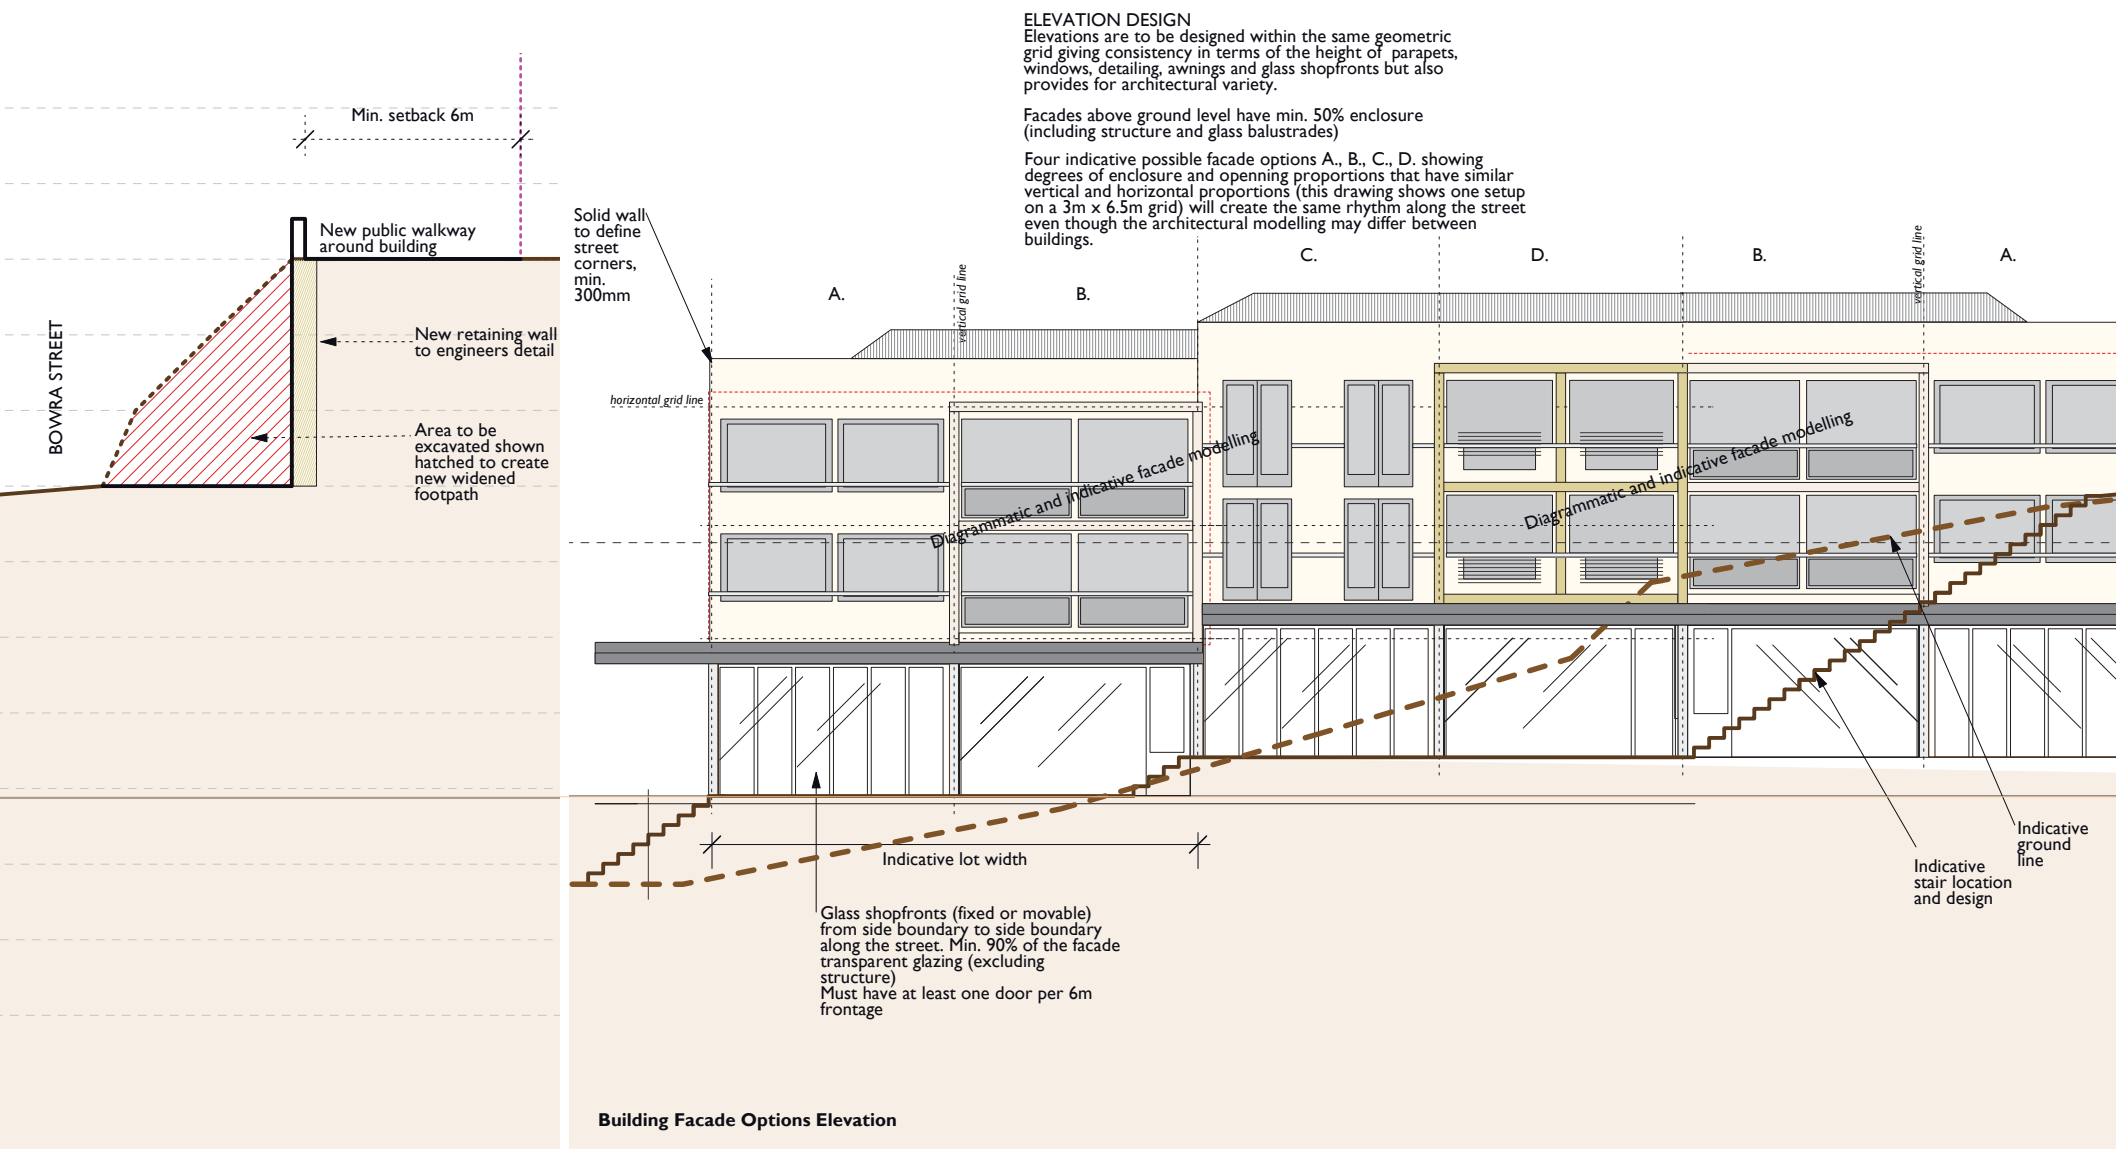 Min. setback 6m
New public walkway
around building
New retaining wall
to engineers detail
BOWRA STREET
Area to be
excavated shown
hatched to create
new widened
footpath
ELEVATION DESIGN
Elevations are to be designed within the same geometric
grid giving consistency in terms of the height of parapets,
windows, detailing, awnings and glass shopfronts but also
provides for architectural variety.
Facades above ground level have min. 50% enclosure
(including structure and glass balustrades)
Four indicative possible facade options A., B., C., D. showing
degrees of enclosure and openning proportions that have similar
vertical and horizontal proportions (this drawing shows one setup
on a 3m x 6.5m grid) will create the same rhythm along the street
even though the architectural modelling may differ between
buildings.
Solid wall
to define
street
corners,
min.
300mm
A.
vertical grid line
B.
C.
D.
B.
vertical grid line
A.
horizontal grid line
Diagrammatic and indicative facade modelling
Diagrammatic and indicative facade modelling
Indicative lot width
Indicative
ground
line
Indicative
stair location
and design
Glass shopfronts (fixed or movable)
from side boundary to side boundary
along the street. Min. 90% of the facade
transparent glazing (excluding
structure)
Must have at least one door per 6m
frontage
Building Facade Options Elevation